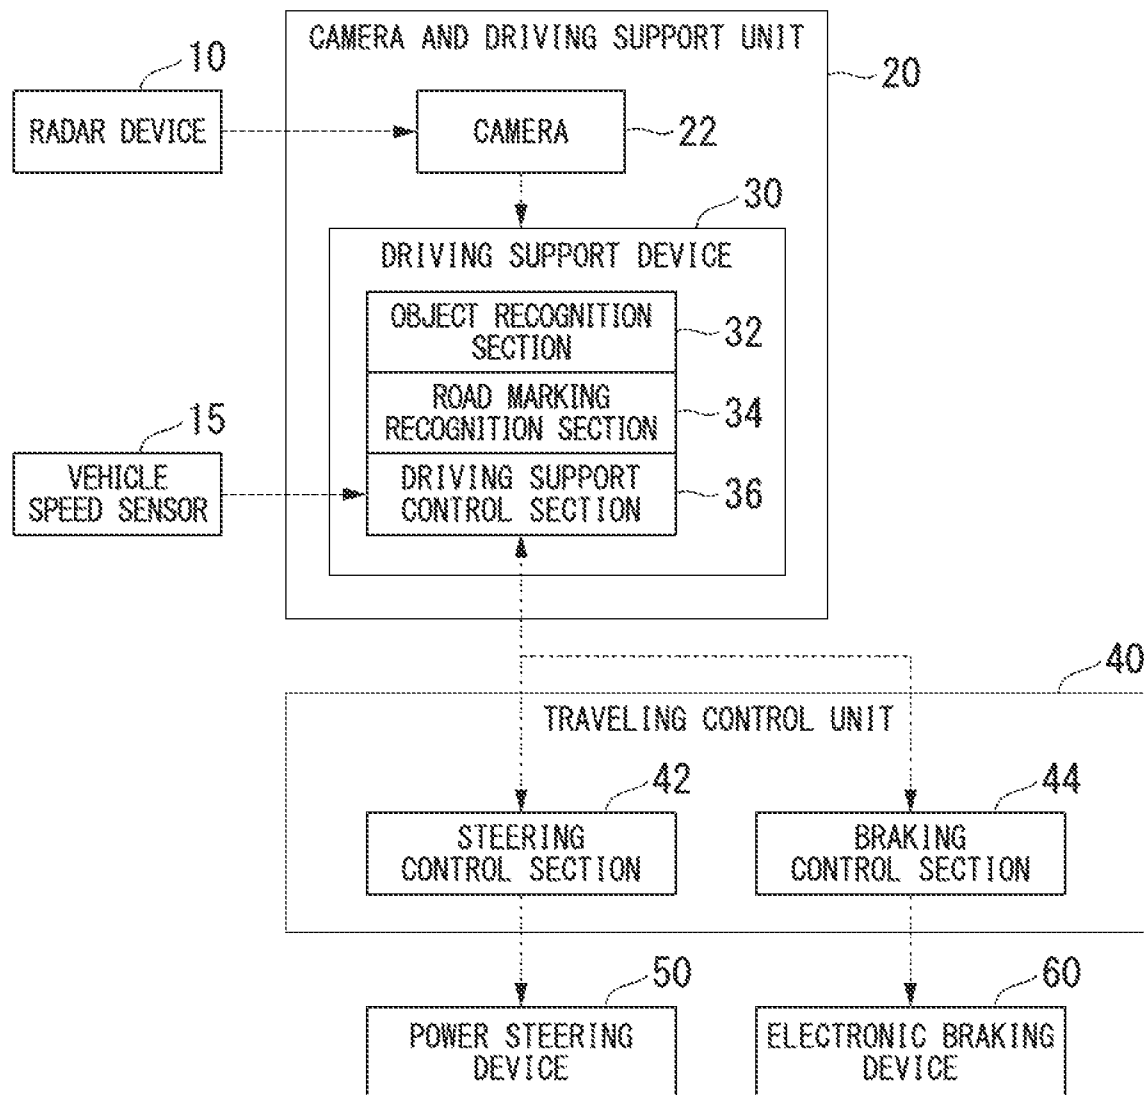 CAMERA AND DRIVING SUPPORT UNIT
10
20
RADAR DEVICE
CAMERA
22
30
DRIVING SUPPORT DEVICE
OBJECT RECOGNITION
SECTION
32
ROAD MARKING
RECOGNITION SECTION
34
15
VEHICLE
SPEED SENSOR
DRIVING SUPPORT
CONTROL SECTION
36
40
TRAVELING CONTROL UNIT
42
44
STEERING
CONTROL SECTION
BRAKING
CONTROL SECTION
50
60
POWER STEERING
DEVICE
ELECTRONIC BRAKING
DEVICE